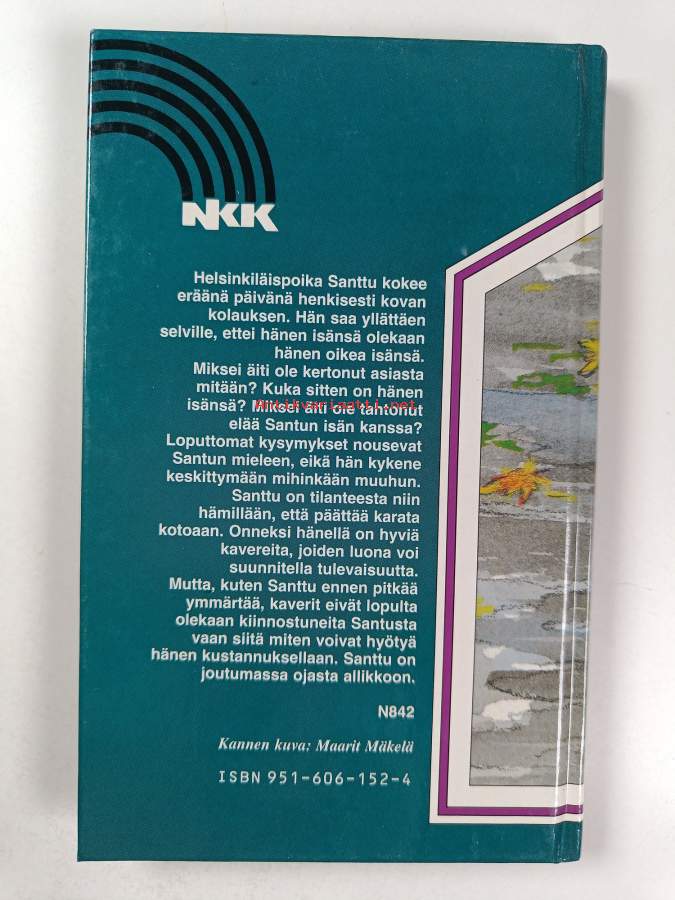 NKK
Helsinkiläispoika Santtu kokee
eräänä päivänä henkisesti kovan
kolauksen. Hän saa yllättäen
selville, ettei hänen isänsä olekaan
hänen oikea isänsä.
Miksei äiti ole kertonut asiasta
mitään? Kuka sitten on hänen
isänsä? Miksei äiti ole tahtonut
antikvariaatti.net
elää Santun isän kanssa?
Loputtomat kysymykset nousevat
Santun mieleen, eikä hän kykene
keskittymään mihinkään muuhun.
Santtu on tilanteesta niin
hämillään, että päättää karata
kotoaan. Onneksi hänellä on hyviä
kavereita, joiden luona voi
suunnitella tulevaisuutta.
Mutta, kuten Santtu ennen pitkää
ymmärtää, kaverit eivät lopulta
olekaan kiinnostuneita Santusta
vaan siitä miten voivat hyötyä
hänen kustannuksellaan. Santtu on
joutumassa ojasta allikkoon.
N842
Kannen kuva: Maarit Mäkelä
ISBN 951-606-152-4